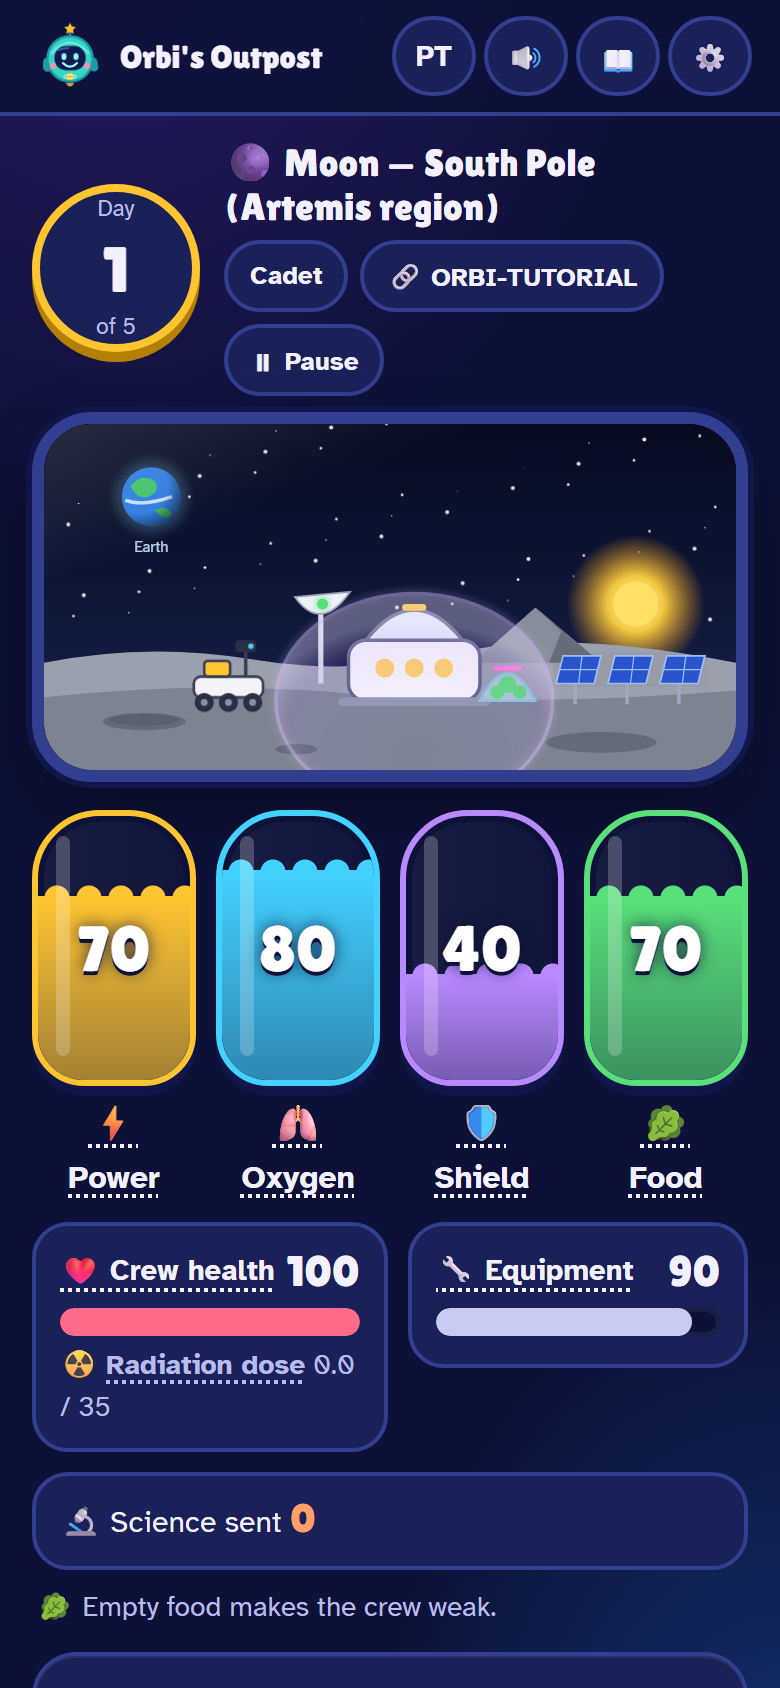 Orbi's Outpost
PT
Day
1
of 5
Moon – South Pole
(Artemis region)
Cadet
ORBI-TUTORIAL
Pause
Earth
70
80
40
70
Power
Oxygen
Shield
Food
Crew health 100
Radiation dose 0.0
/ 35
Equipment 90
Science sent 0
Empty food makes the crew weak.